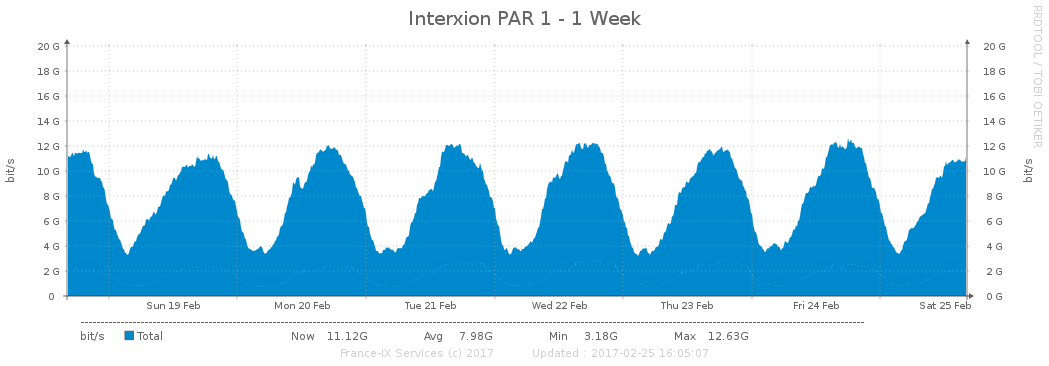 Interxion PAR 1 - 1 Week
RRDTOOL / TOBI OETIKER
bit/s
20 G 20 G
18 G 18 G
16 G 16 G
14 G 14 G
12 G 12 G
10 G 10 G
8 G 8 G
6 G 6 G
4 G 4 G
2 G 2 G
0 0 G
bit/s
Sun 19 Feb Mon 20 Feb Tue 21 Feb Wed 22 Feb Thu 23 Feb Fri 24 Feb Sat 25 Feb
bit/s Total Now 11.12G Avg 7.98G Min 3.18G Max 12.63G
France-IX Services (c) 2017 Updated : 2017-02-25 16:05:07